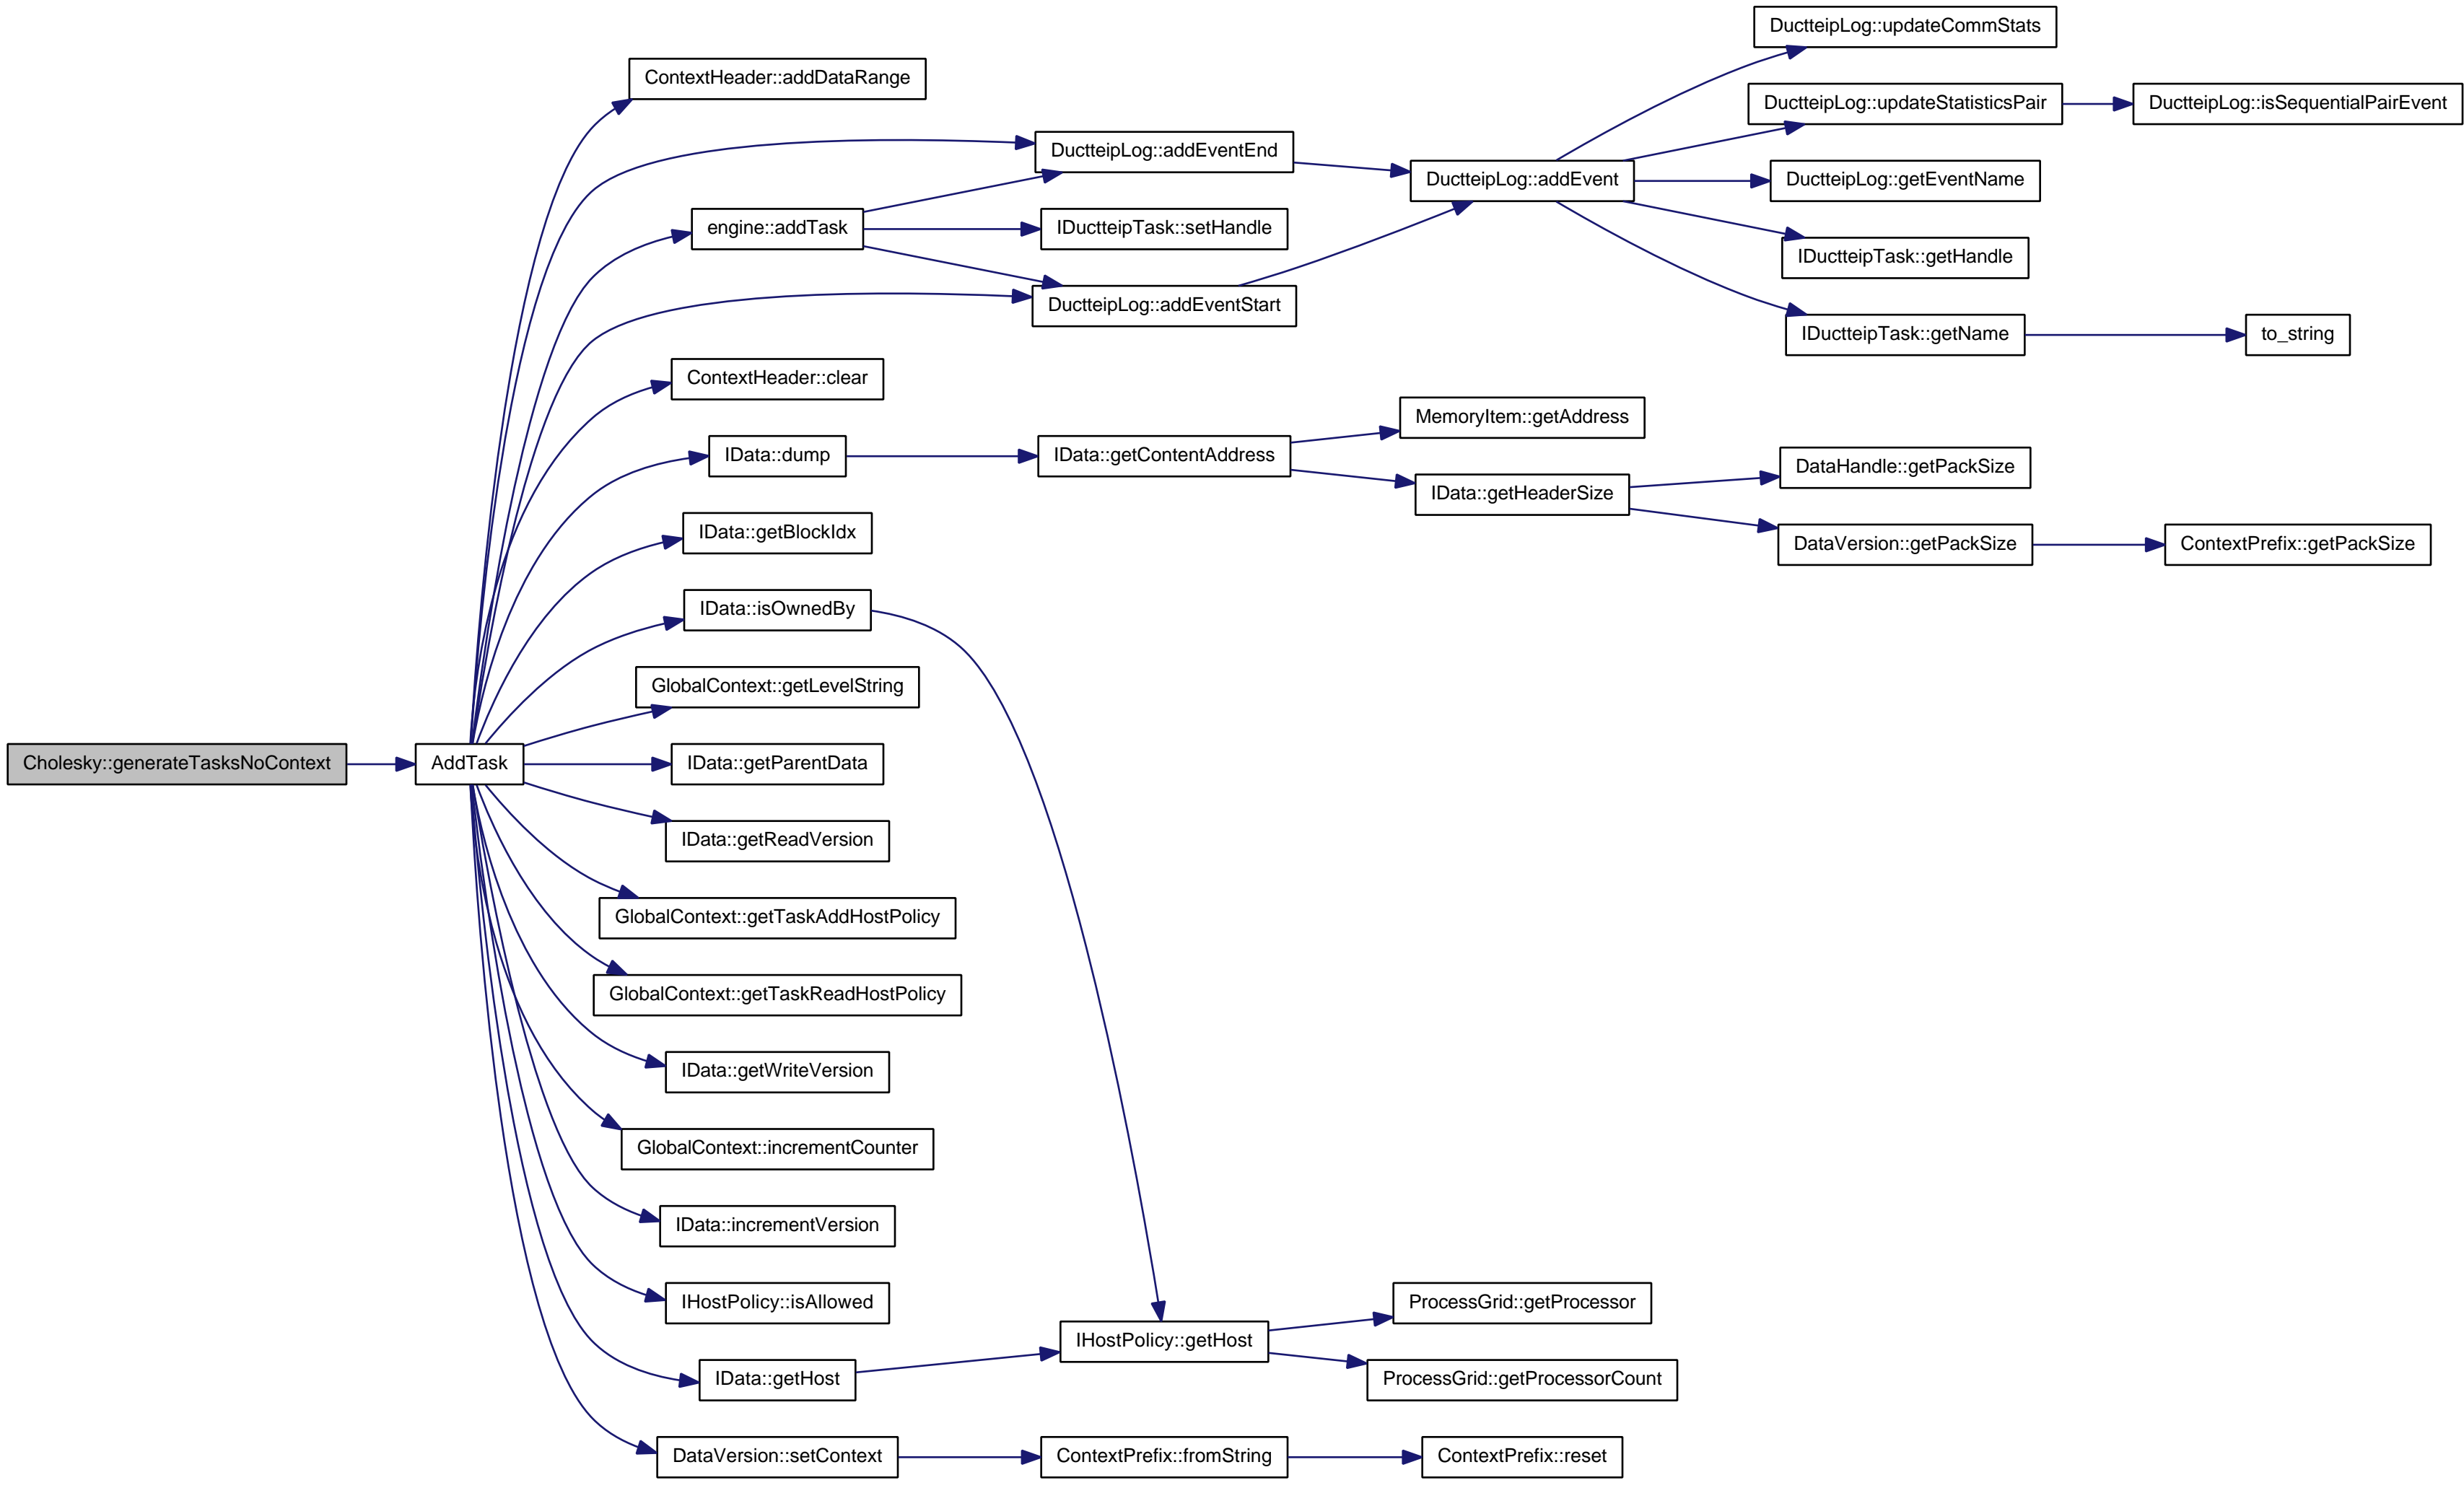 DuctteipLog::updateCommStats
ContextHeader::addDataRange
DuctteipLog::updateStatisticsPair
DuctteipLog::isSequentialPairEvent
DuctteipLog::addEventEnd
DuctteipLog::addEvent
DuctteipLog::getEventName
engine::addTask
IDuctteipTask::setHandle
IDuctteipTask::getHandle
DuctteipLog::addEventStart
IDuctteipTask::getName
to_string
ContextHeader::clear
MemoryItem::getAddress
IData::dump
IData::getContentAddress
DataHandle::getPackSize
IData::getHeaderSize
IData::getBlockIdx
DataVersion::getPackSize
ContextPrefix::getPackSize
IData::isOwnedBy
GlobalContext::getLevelString
Cholesky::generateTasksNoContext
AddTask
IData::getParentData
IData::getReadVersion
GlobalContext::getTaskAddHostPolicy
GlobalContext::getTaskReadHostPolicy
IData::getWriteVersion
GlobalContext::incrementCounter
IData::incrementVersion
IHostPolicy::isAllowed
ProcessGrid::getProcessor
IHostPolicy::getHost
IData::getHost
ProcessGrid::getProcessorCount
DataVersion::setContext
ContextPrefix::fromString
ContextPrefix::reset